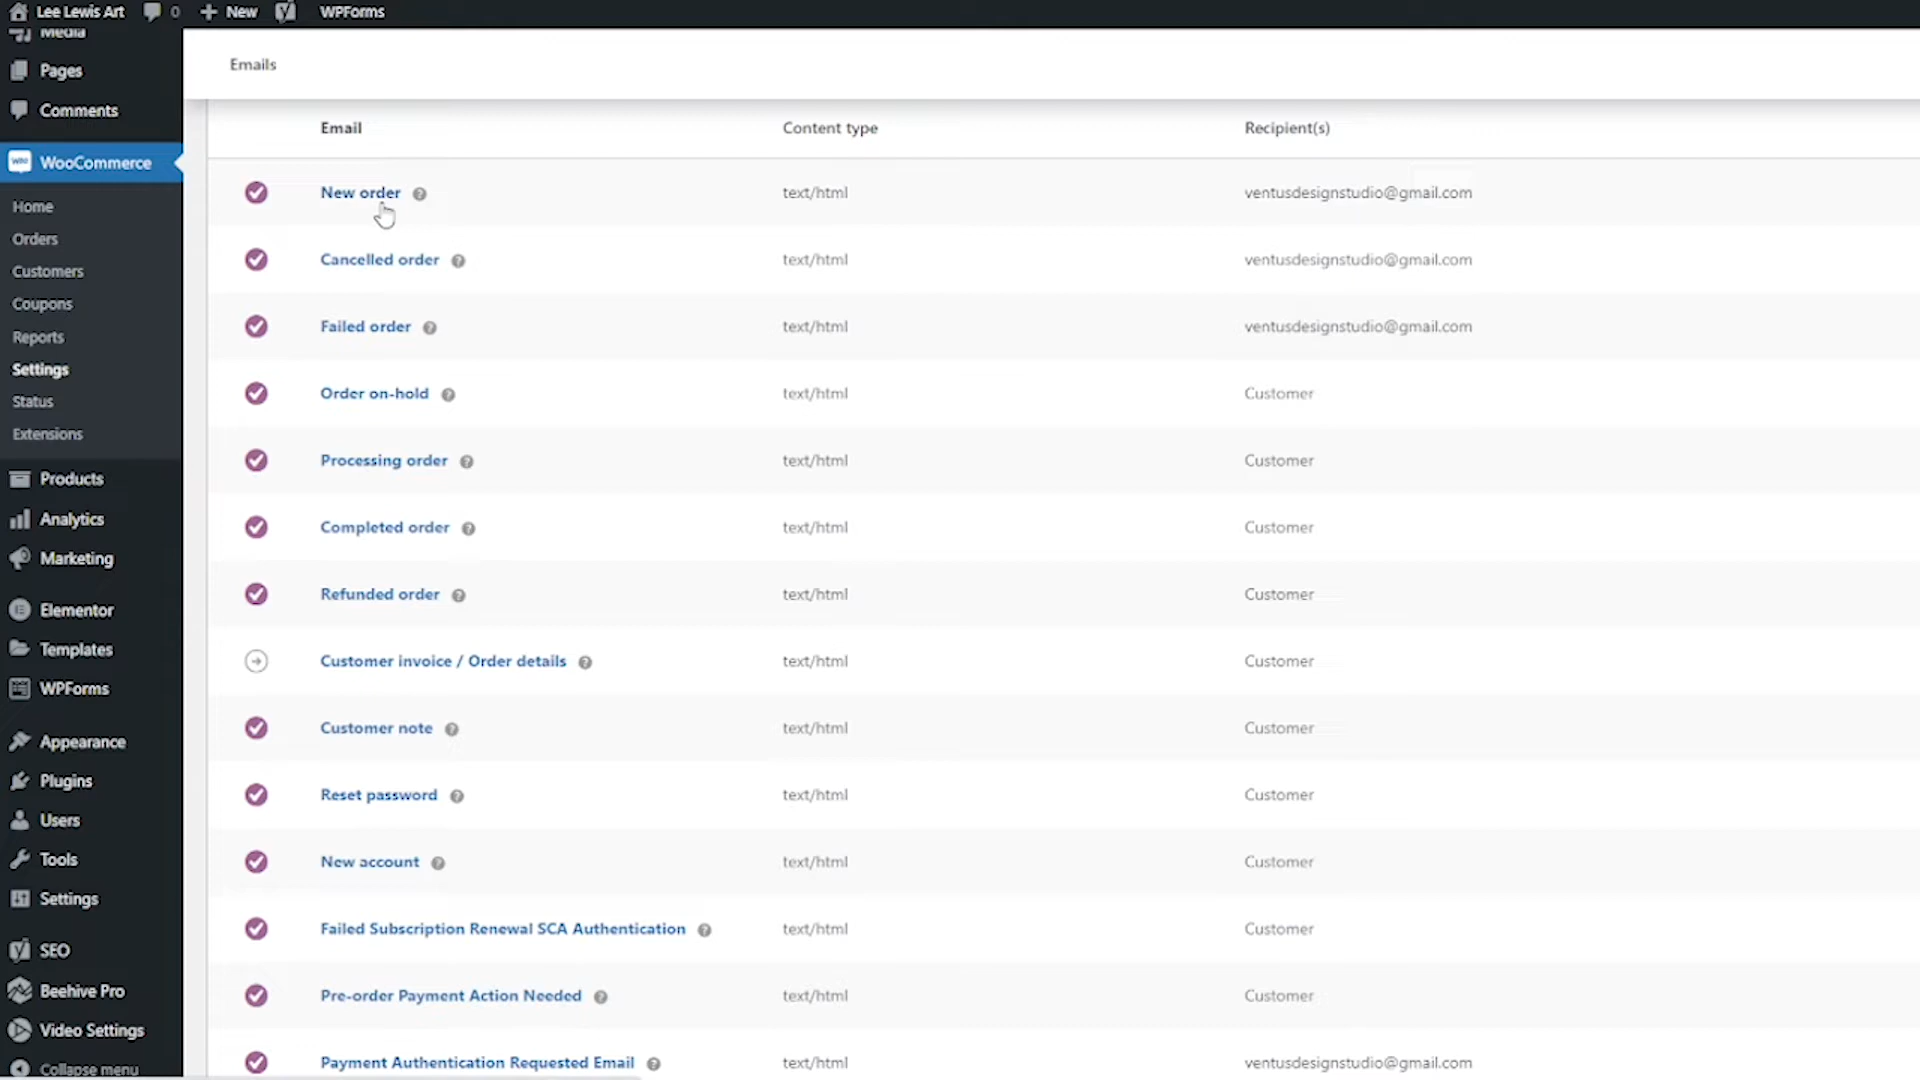 Lee Lewis Art 0 New WPForms
Media
Pages
Comments
WooCommerce
Home
Orders
Customers
Coupons
Reports
Settings
Status
Extensions
Products
Analytics
Marketing
Elementor
Templates
WPForms
Appearance
Plugins
Users
Tools
Settings
SEO
Beehive Pro
Video Settings
Collapse menu
Emails
Email Content type Recipient(s)
New order text/html ventusdesignstudio@gmail.com
Cancelled order text/html ventusdesignstudio@gmail.com
Failed order text/html ventusdesignstudio@gmail.com
Order on-hold text/html Customer
Processing order text/html Customer
Completed order text/html Customer
Refunded order text/html Customer
Customer invoice / Order details text/html Customer
Customer note text/html Customer
Reset password text/html Customer
New account text/html Customer
Failed Subscription Renewal SCA Authentication text/html Customer
Pre-order Payment Action Needed text/html Customer
Payment Authentication Requested Email text/html ventusdesignstudio@gmail.com